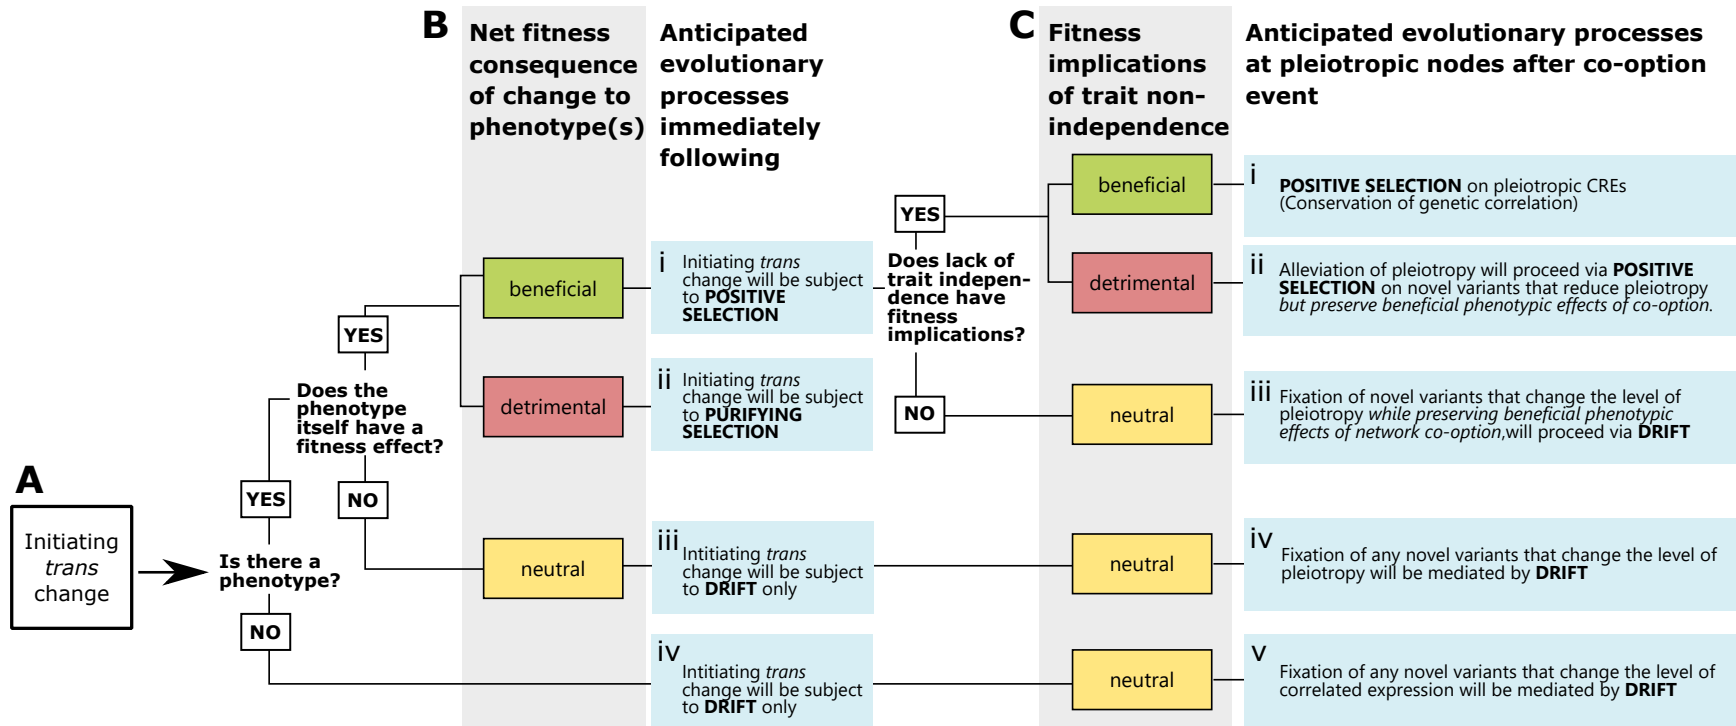 B
Net fitness
consequence
of change to
phenotype(s)
Anticipated
evolutionary
processes
immediately
following
C
Fitness
implications
of trait non-
independence
Anticipated evolutionary processes
at pleiotropic nodes after co-option
event
A
Initiating
trans
change
Is there a
phenotype?
YES
NO
Does the
phenotype
itself have a
fitness effect?
YES
NO
beneficial
detrimental
neutral
i
Initiating trans
change will be subject
to POSITIVE
SELECTION
ii
Initiating trans
change will be subject
to PURIFYING
SELECTION
iii
Intitiating trans
change will be subject
to DRIFT only
iv
Intitiating trans
change will be subject
to DRIFT only
YES
Does lack of
trait indepen-
dence have
fitness
implications?
NO
beneficial
detrimental
neutral
neutral
neutral
i
POSITIVE SELECTION on pleiotropic CREs
(Conservation of genetic correlation)
ii
Alleviation of pleiotropy will proceed via POSITIVE
SELECTION on novel variants that reduce pleiotropy
but preserve beneficial phenotypic effects of co-option.
iii
Fixation of novel variants that change the level of
pleiotropy while preserving beneficial phenotypic
effects of network co-option,will proceed via DRIFT
iv
Fixation of any novel variants that change the level of
pleiotropy will be mediated by DRIFT
v
Fixation of any novel variants that change the level of
correlated expression will be mediated by DRIFT